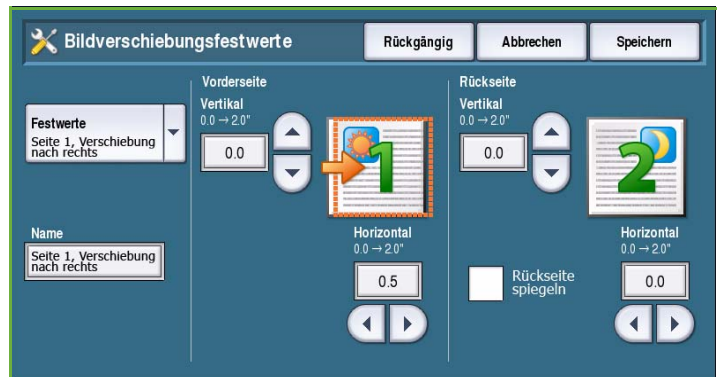 Bildverschiebungsfestwerte
Rückgängig
Abbrechen
Speichern
Festwerte
Seite 1, Verschiebung
nach rechts
Name
Seite 1, Verschiebung
nach rechts
Vorderseite
Vertikal
0.0 → 2.0"
0.0
1
Horizontal
0.0 → 2.0"
0.5
Rückseite
Vertikal
0.0 → 2.0"
0.0
2
Rückseite
spiegeln
Horizontal
0.0 → 2.0"
0.0